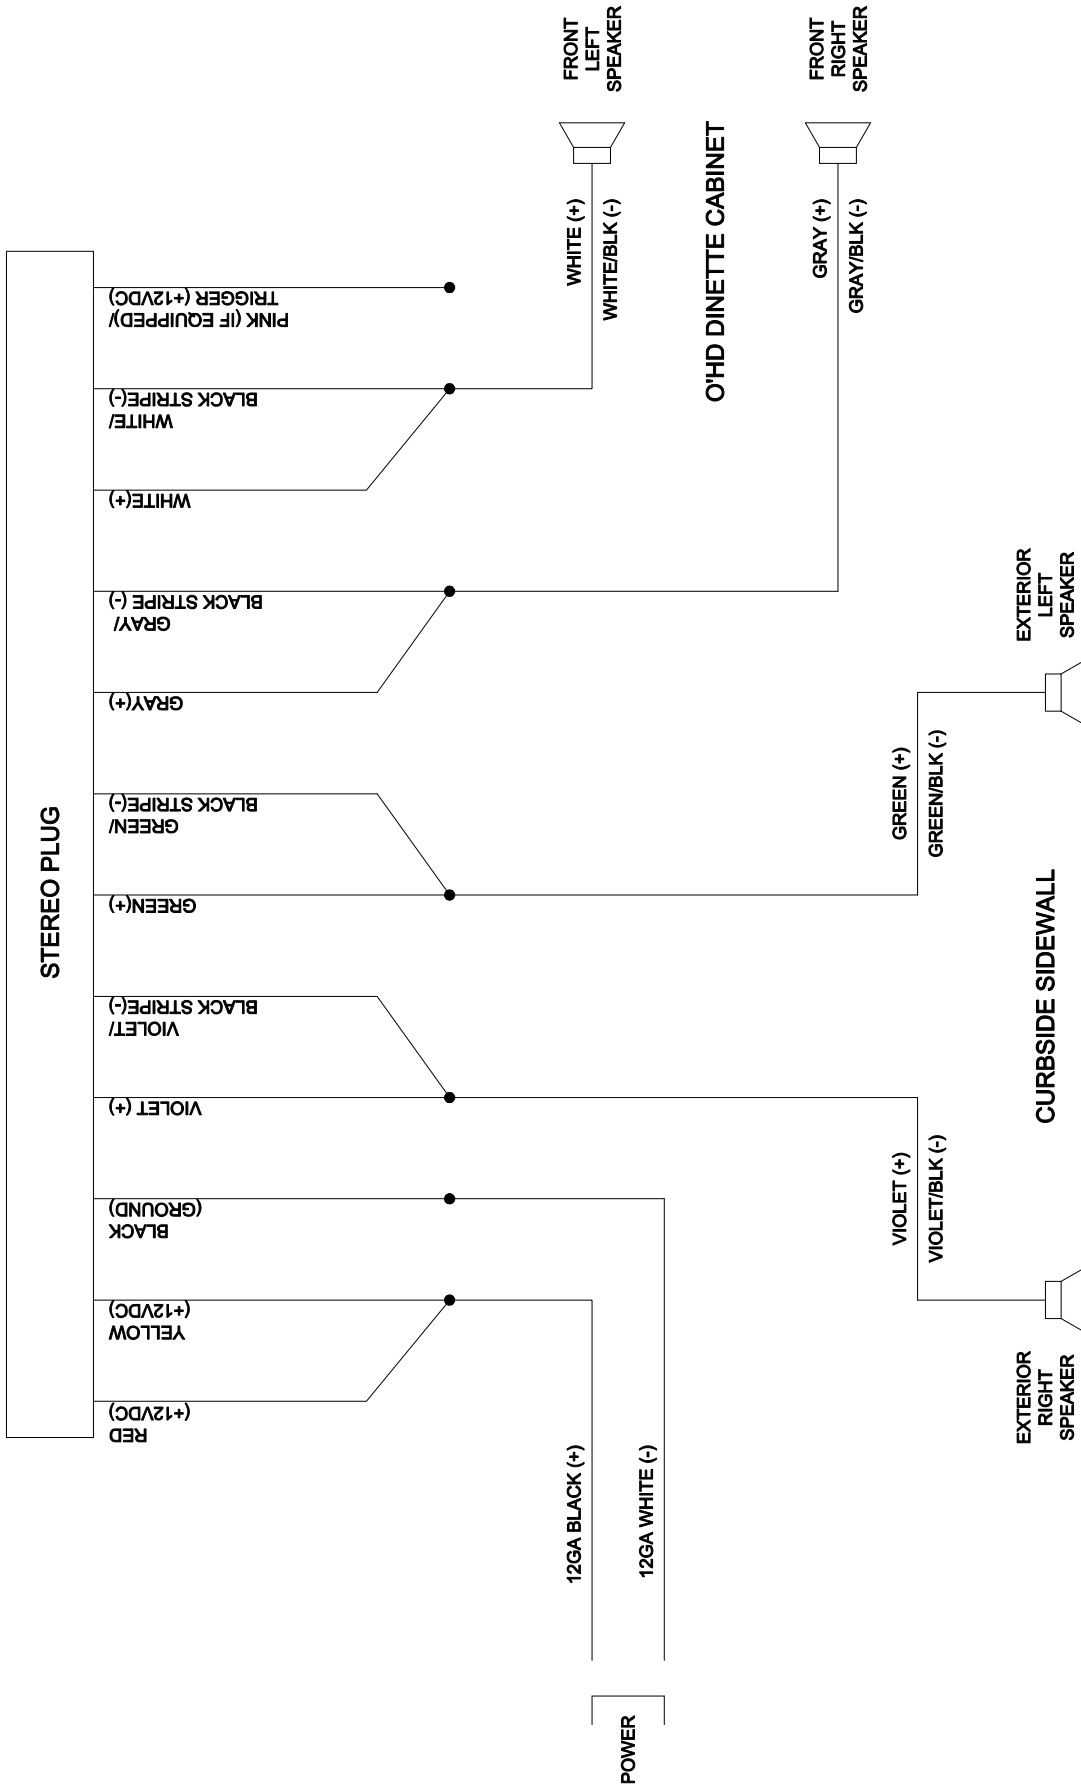 STEREO PLUG
RED
(+12VDC)
YELLOW
(+12VDC)
BLACK
(GROUND)
VIOLET (+)
VIOLET/
BLACK STRIPE(-)
GREEN(+)
GREEN/
BLACK STRIPE(-)
GRAY(+)
GRAY/
BLACK STRIPE (-)
WHITE(+)
WHITE/
BLACK STRIPE(-)
PINK (IF EQUIPPED)/
TRIGGER (+12VDC)
POWER
12GA BLACK (+)
12GA WHITE (-)
WHITE (+)
WHITE/BLK (-)
FRONT
LEFT
SPEAKER
O'HD DINETTE CABINET
GRAY (+)
GRAY/BLK (-)
FRONT
RIGHT
SPEAKER
VIOLET (+)
VIOLET/BLK (-)
EXTERIOR
RIGHT
SPEAKER
CURBSIDE SIDEWALL
GREEN (+)
GREEN/BLK (-)
EXTERIOR
LEFT
SPEAKER